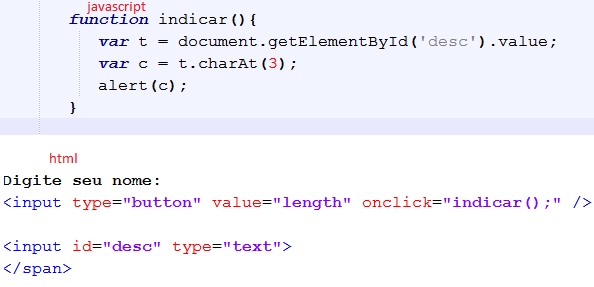 javascript
function indicar(){
var t = document.getElementById('desc').value;
var c = t.charAt(3);
alert(c);
}
html
Digite seu nome:
<input type="button" value="length" onclick="indicar();" />
<input id="desc" type="text">
</span>